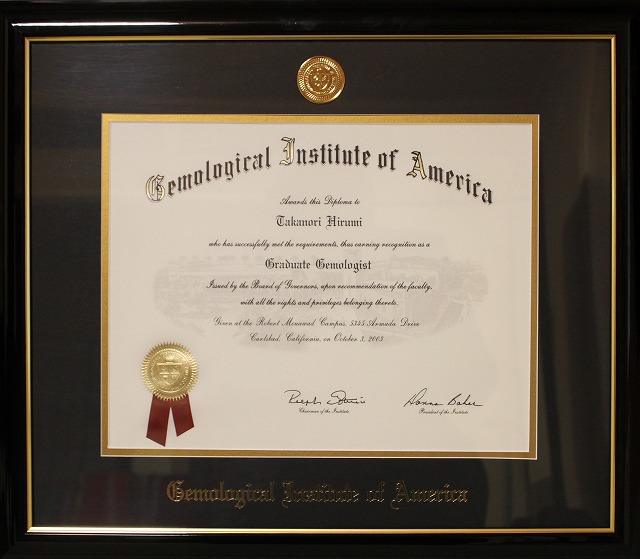 Gemological Institute of America
Awards this Diploma to
Takanori Hirumi
who has successfully met the requirements, thus earning recognition as a
Graduate Gemologist
Issued by the Board of Governors, upon recommendation of the faculty,
with all the rights and privileges belonging thereto.
Given at the Robert Mouawad Campus, 5345 Armada Drive
Carlsbad, California, on October 3, 2003
Donna Baker
Chairman of the Institute
President of the Institute
Gemological Institute of America